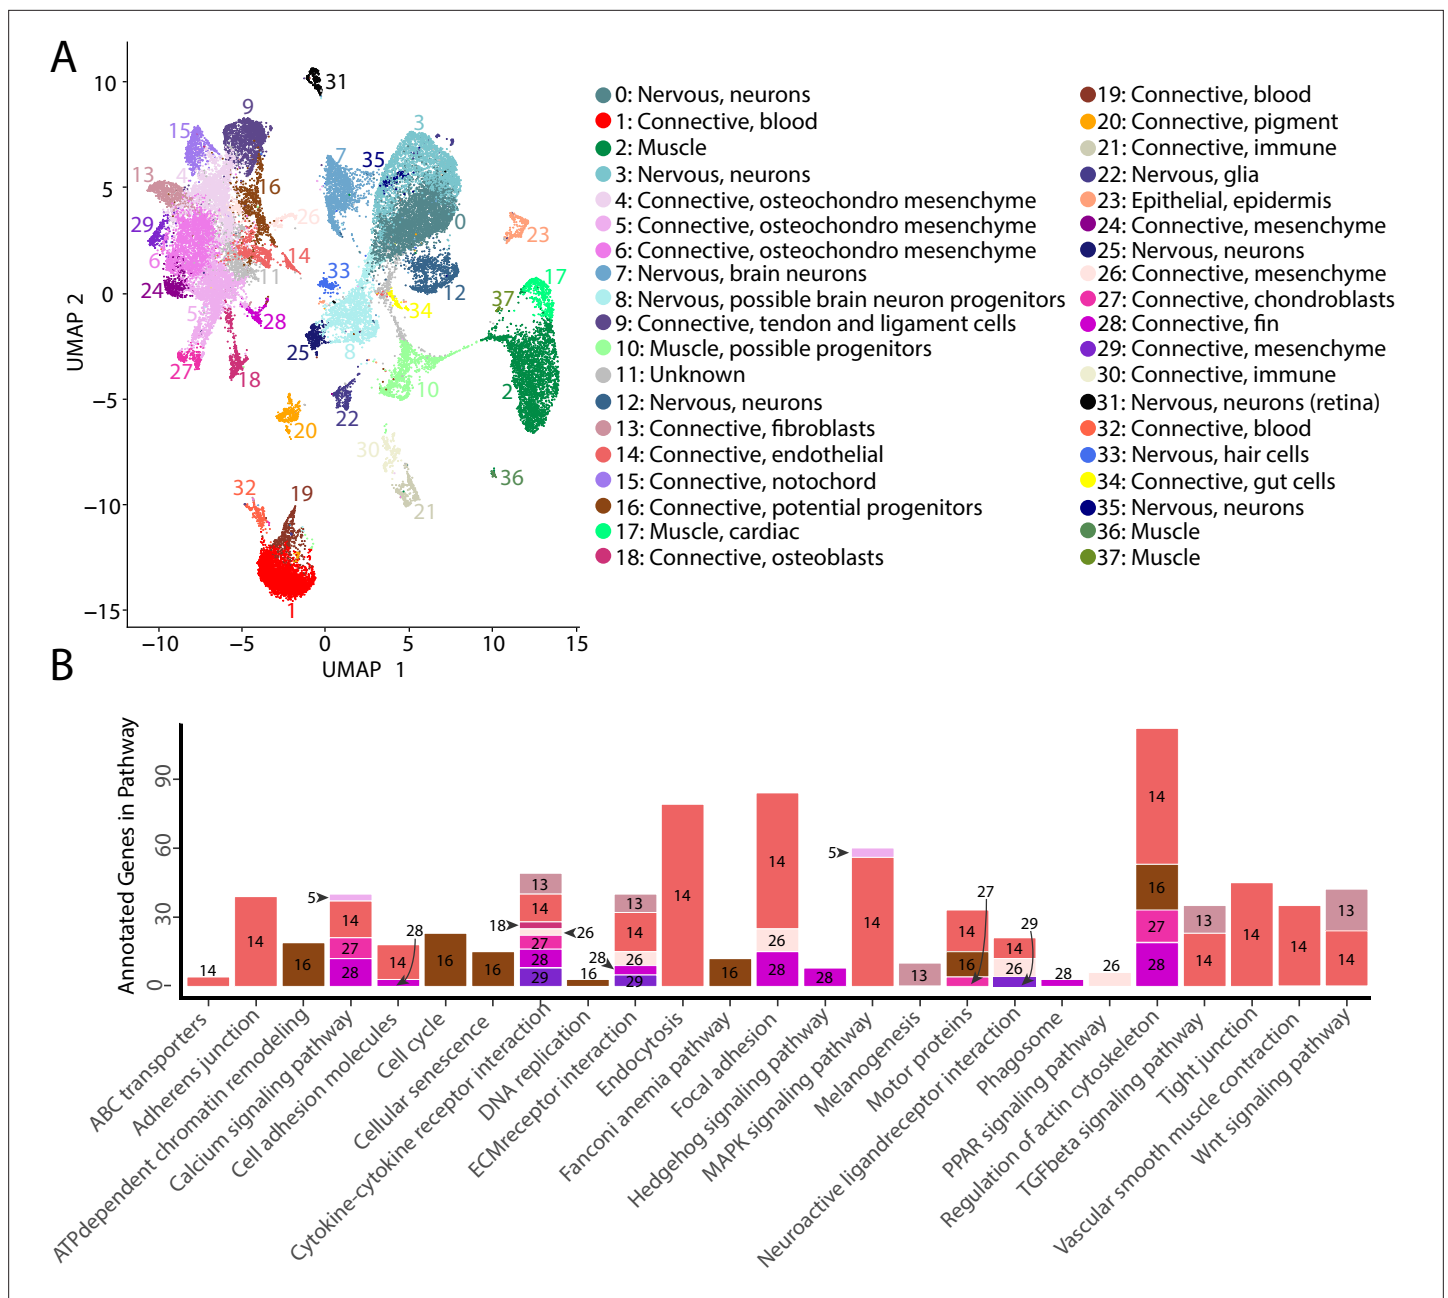 A
10
5
0
−5
−10
−15
UMAP 2
−10
−5
0
5
10
15
UMAP 1
31
9
15
3
7
35
13
4
16
0
29
26
23
6
14
11
33
12
17
24
37
34
5
28
25
8
27
18
10
2
22
20
30
36
21
32
19
1
0: Nervous, neurons
1: Connective, blood
2: Muscle
3: Nervous, neurons
4: Connective, osteochondro mesenchyme
5: Connective, osteochondro mesenchyme
6: Connective, osteochondro mesenchyme
7: Nervous, brain neurons
8: Nervous, possible brain neuron progenitors
9: Connective, tendon and ligament cells
10: Muscle, possible progenitors
11: Unknown
12: Nervous, neurons
13: Connective, fibroblasts
14: Connective, endothelial
15: Connective, notochord
16: Connective, potential progenitors
17: Muscle, cardiac
18: Connective, osteoblasts
19: Connective, blood
20: Connective, pigment
21: Connective, immune
22: Nervous, glia
23: Epithelial, epidermis
24: Connective, mesenchyme
25: Nervous, neurons
26: Connective, mesenchyme
27: Connective, chondroblasts
28: Connective, fin
29: Connective, mesenchyme
30: Connective, immune
31: Nervous, neurons (retina)
32: Connective, blood
33: Nervous, hair cells
34: Connective, gut cells
35: Nervous, neurons
36: Muscle
37: Muscle
B
Annotated Genes in Pathway
90
60
30
0
14
14
16
5
14
27
28
28
14
16
16
13
14
18
26
27
28
29
16
13
14
28
26
29
14
16
14
26
28
28
5
14
13
27
14
16
29
14
26
28
26
14
16
27
28
13
14
14
14
13
14
ABC transporters
Adherens junction
ATPdependent chromatin remodeling
Calcium signaling pathway
Cell adhesion molecules
Cell cycle
Cellular senescence
Cytokine-cytokine receptor interaction
DNA replication
ECMreceptor interaction
Endocytosis
Fanconi anemia pathway
Focal adhesion
Hedgehog signaling pathway
MAPK signaling pathway
Melanogenesis
Motor proteins
Neuroactive ligandreceptor interaction
Phagosome
PPAR signaling pathway
Regulation of actin cytoskeleton
TGFbeta signaling pathway
Tight junction
Vascular smooth muscle contraction
Wnt signaling pathway